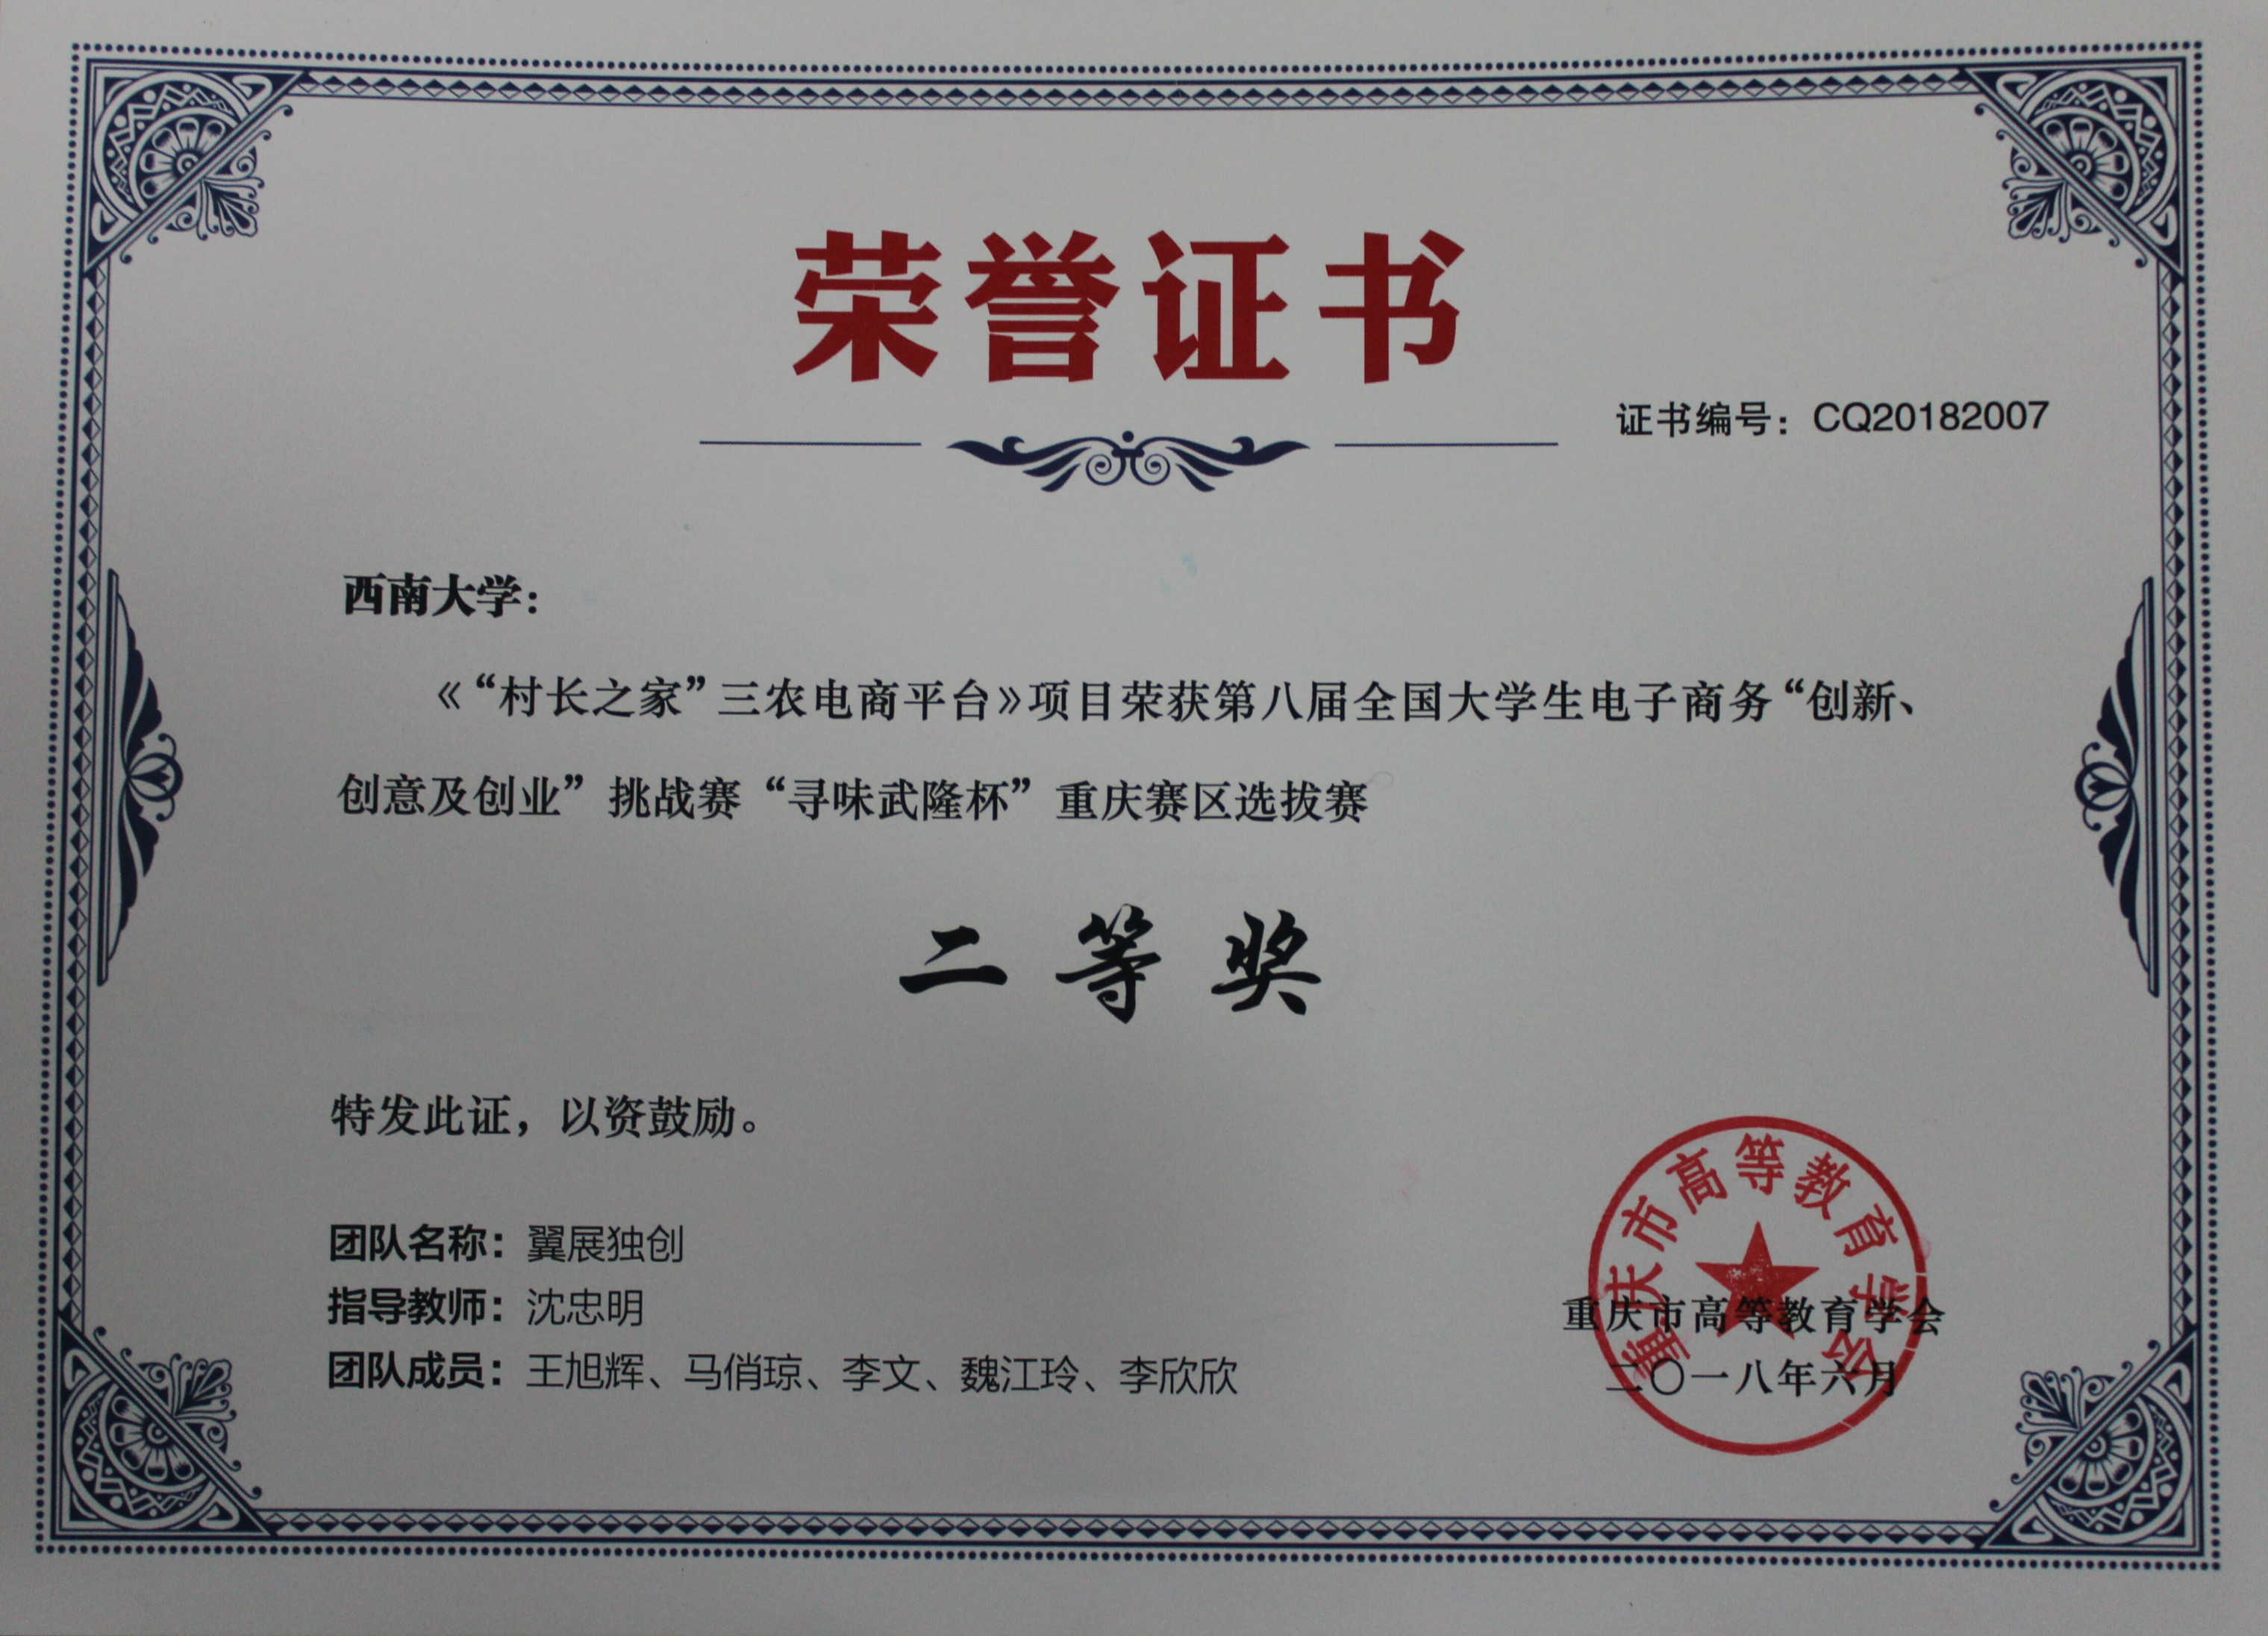 荣誉证书
证书编号：CQ20182007
西南大学：
《“村长之家”三农电商平台》项目荣获第八届全国大学生电子商务“创新、
创意及创业”挑战赛“寻味武隆杯”重庆赛区选拔赛
二等奖
特发此证，以资鼓励。
团队名称：翼展独创
指导教师：沈忠明
团队成员：王旭辉、马俏琼、李文、魏江玲、李欣欣
重庆市高等教育学会
重庆市高等教育学会
二〇一八年六月